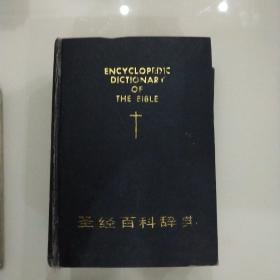 ENCYCLOPEDIC
DICTIONARY
OF
THE BIBLE
圣经百科辞典